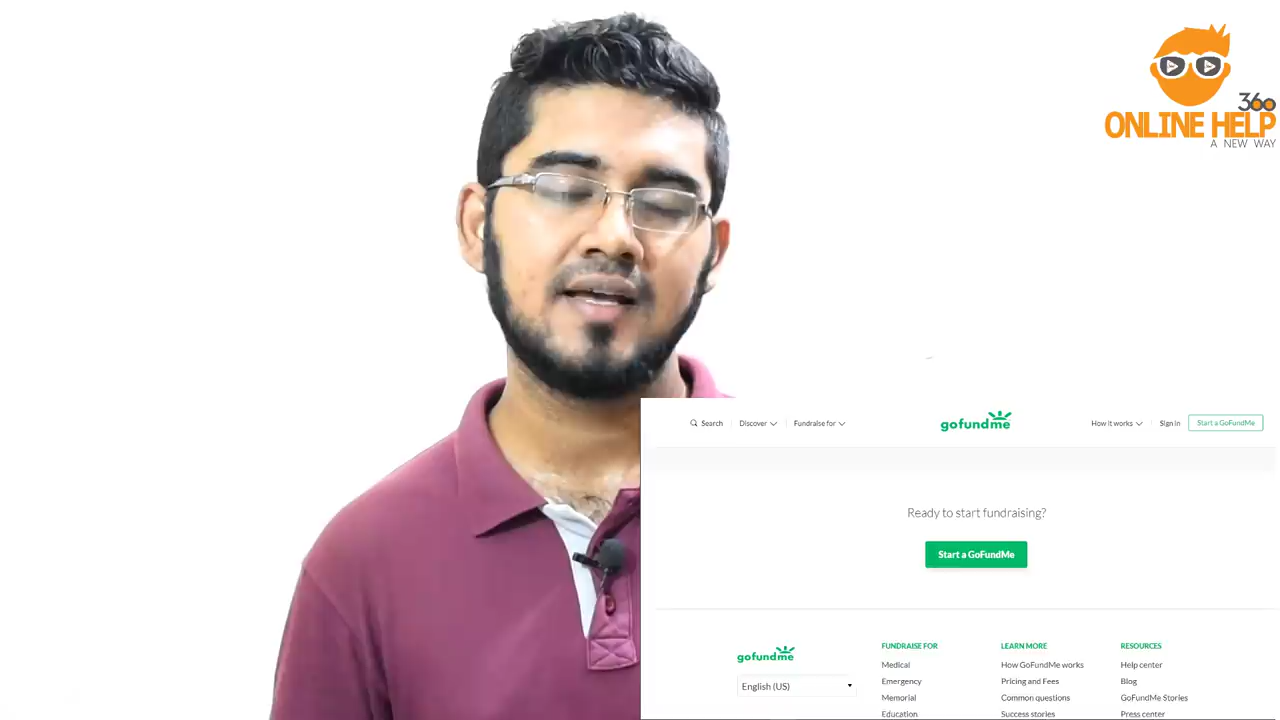 360
ONLINE HELP
A NEW WAY
Search Discover Fundraise for gofundme How it works Sign in Start a GoFundMe
Ready to start fundraising?
Start a GoFundMe
gofundme
English (US)
FUNDRAISE FOR
Medical
Emergency
Memorial
Education
LEARN MORE
How GoFundMe works
Pricing and Fees
Common questions
Success stories
RESOURCES
Help center
Blog
GoFundMe Stories
Press center